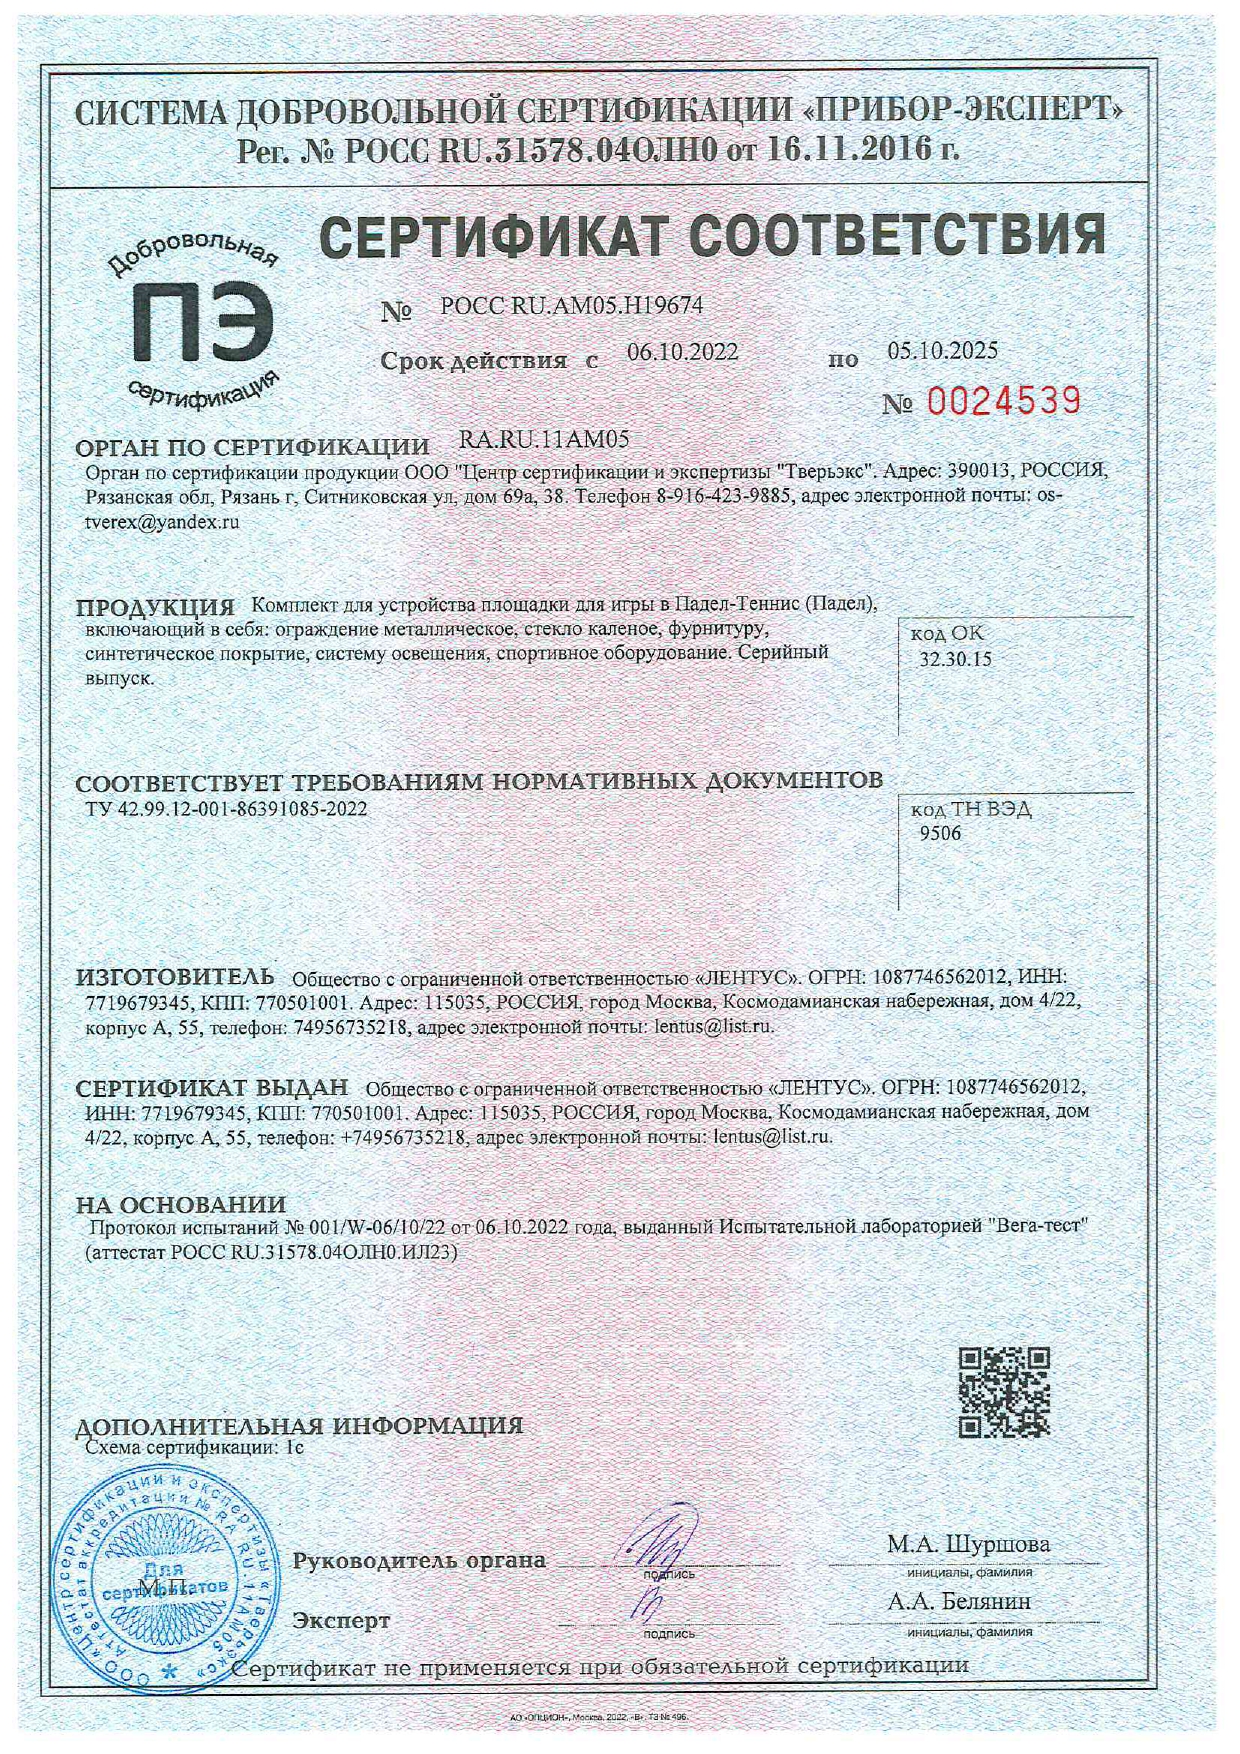 СИСТЕМА ДОБРОВОЛЬНОЙ СЕРТИФИКАЦИИ «ПРИБОР-ЭКСПЕРТ»
Рег. № РОСС RU.31578.04ОЛН0 от 16.11.2016 г.
Добровольная
ПЭ
сертификация
СЕРТИФИКАТ СООТВЕТСТВИЯ
№ РОСС RU.АМ05.Н19674
Срок действия с 06.10.2022 по 05.10.2025
№ 0024539
ОРГАН ПО СЕРТИФИКАЦИИ RA.RU.11АМ05
Орган по сертификации продукции ООО "Центр сертификации и экспертизы "Тверьэкс". Адрес: 390013, РОССИЯ,
Рязанская обл, Рязань г, Ситниковская ул, дом 69а, 38. Телефон 8-916-423-9885, адрес электронной почты: os-
tverex@yandex.ru
ПРОДУКЦИЯ Комплект для устройства площадки для игры в Падел-Теннис (Падел),
включающий в себя: ограждение металлическое, стекло каленое, фурнитуру,
синтетическое покрытие, систему освещения, спортивное оборудование. Серийный
выпуск.
код ОК
32.30.15
СООТВЕТСТВУЕТ ТРЕБОВАНИЯМ НОРМАТИВНЫХ ДОКУМЕНТОВ
ТУ 42.99.12-001-86391085-2022
код ТН ВЭД
9506
ИЗГОТОВИТЕЛЬ Общество с ограниченной ответственностью «ЛЕНТУС». ОГРН: 1087746562012, ИНН:
7719679345, КПП: 770501001. Адрес: 115035, РОССИЯ, город Москва, Космодамианская набережная, дом 4/22,
корпус А, 55, телефон: 74956735218, адрес электронной почты: lentus@list.ru.
СЕРТИФИКАТ ВЫДАН Общество с ограниченной ответственностью «ЛЕНТУС». ОГРН: 1087746562012,
ИНН: 7719679345, КПП: 770501001. Адрес: 115035, РОССИЯ, город Москва, Космодамианская набережная, дом
4/22, корпус А, 55, телефон: +74956735218, адрес электронной почты: lentus@list.ru.
НА ОСНОВАНИИ
Протокол испытаний № 001/W-06/10/22 от 06.10.2022 года, выданный Испытательной лабораторией "Вега-тест"
(аттестат РОСС RU.31578.04ОЛН0.ИЛ23)
ДОПОЛНИТЕЛЬНАЯ ИНФОРМАЦИЯ
Схема сертификации: 1с
ООО «Центр сертификации и экспертизы «Тверьэкс»
Аттестат аккредитации № RA.RU.11АМ05
Для
сертификатов
М.П.
Руководитель органа
подпись
М.А. Шуршова
инициалы, фамилия
Эксперт
подпись
А.А. Белянин
инициалы, фамилия
Сертификат не применяется при обязательной сертификации
АО «ОПЦИОН», Москва, 2022, «В», ТЗ № 496.